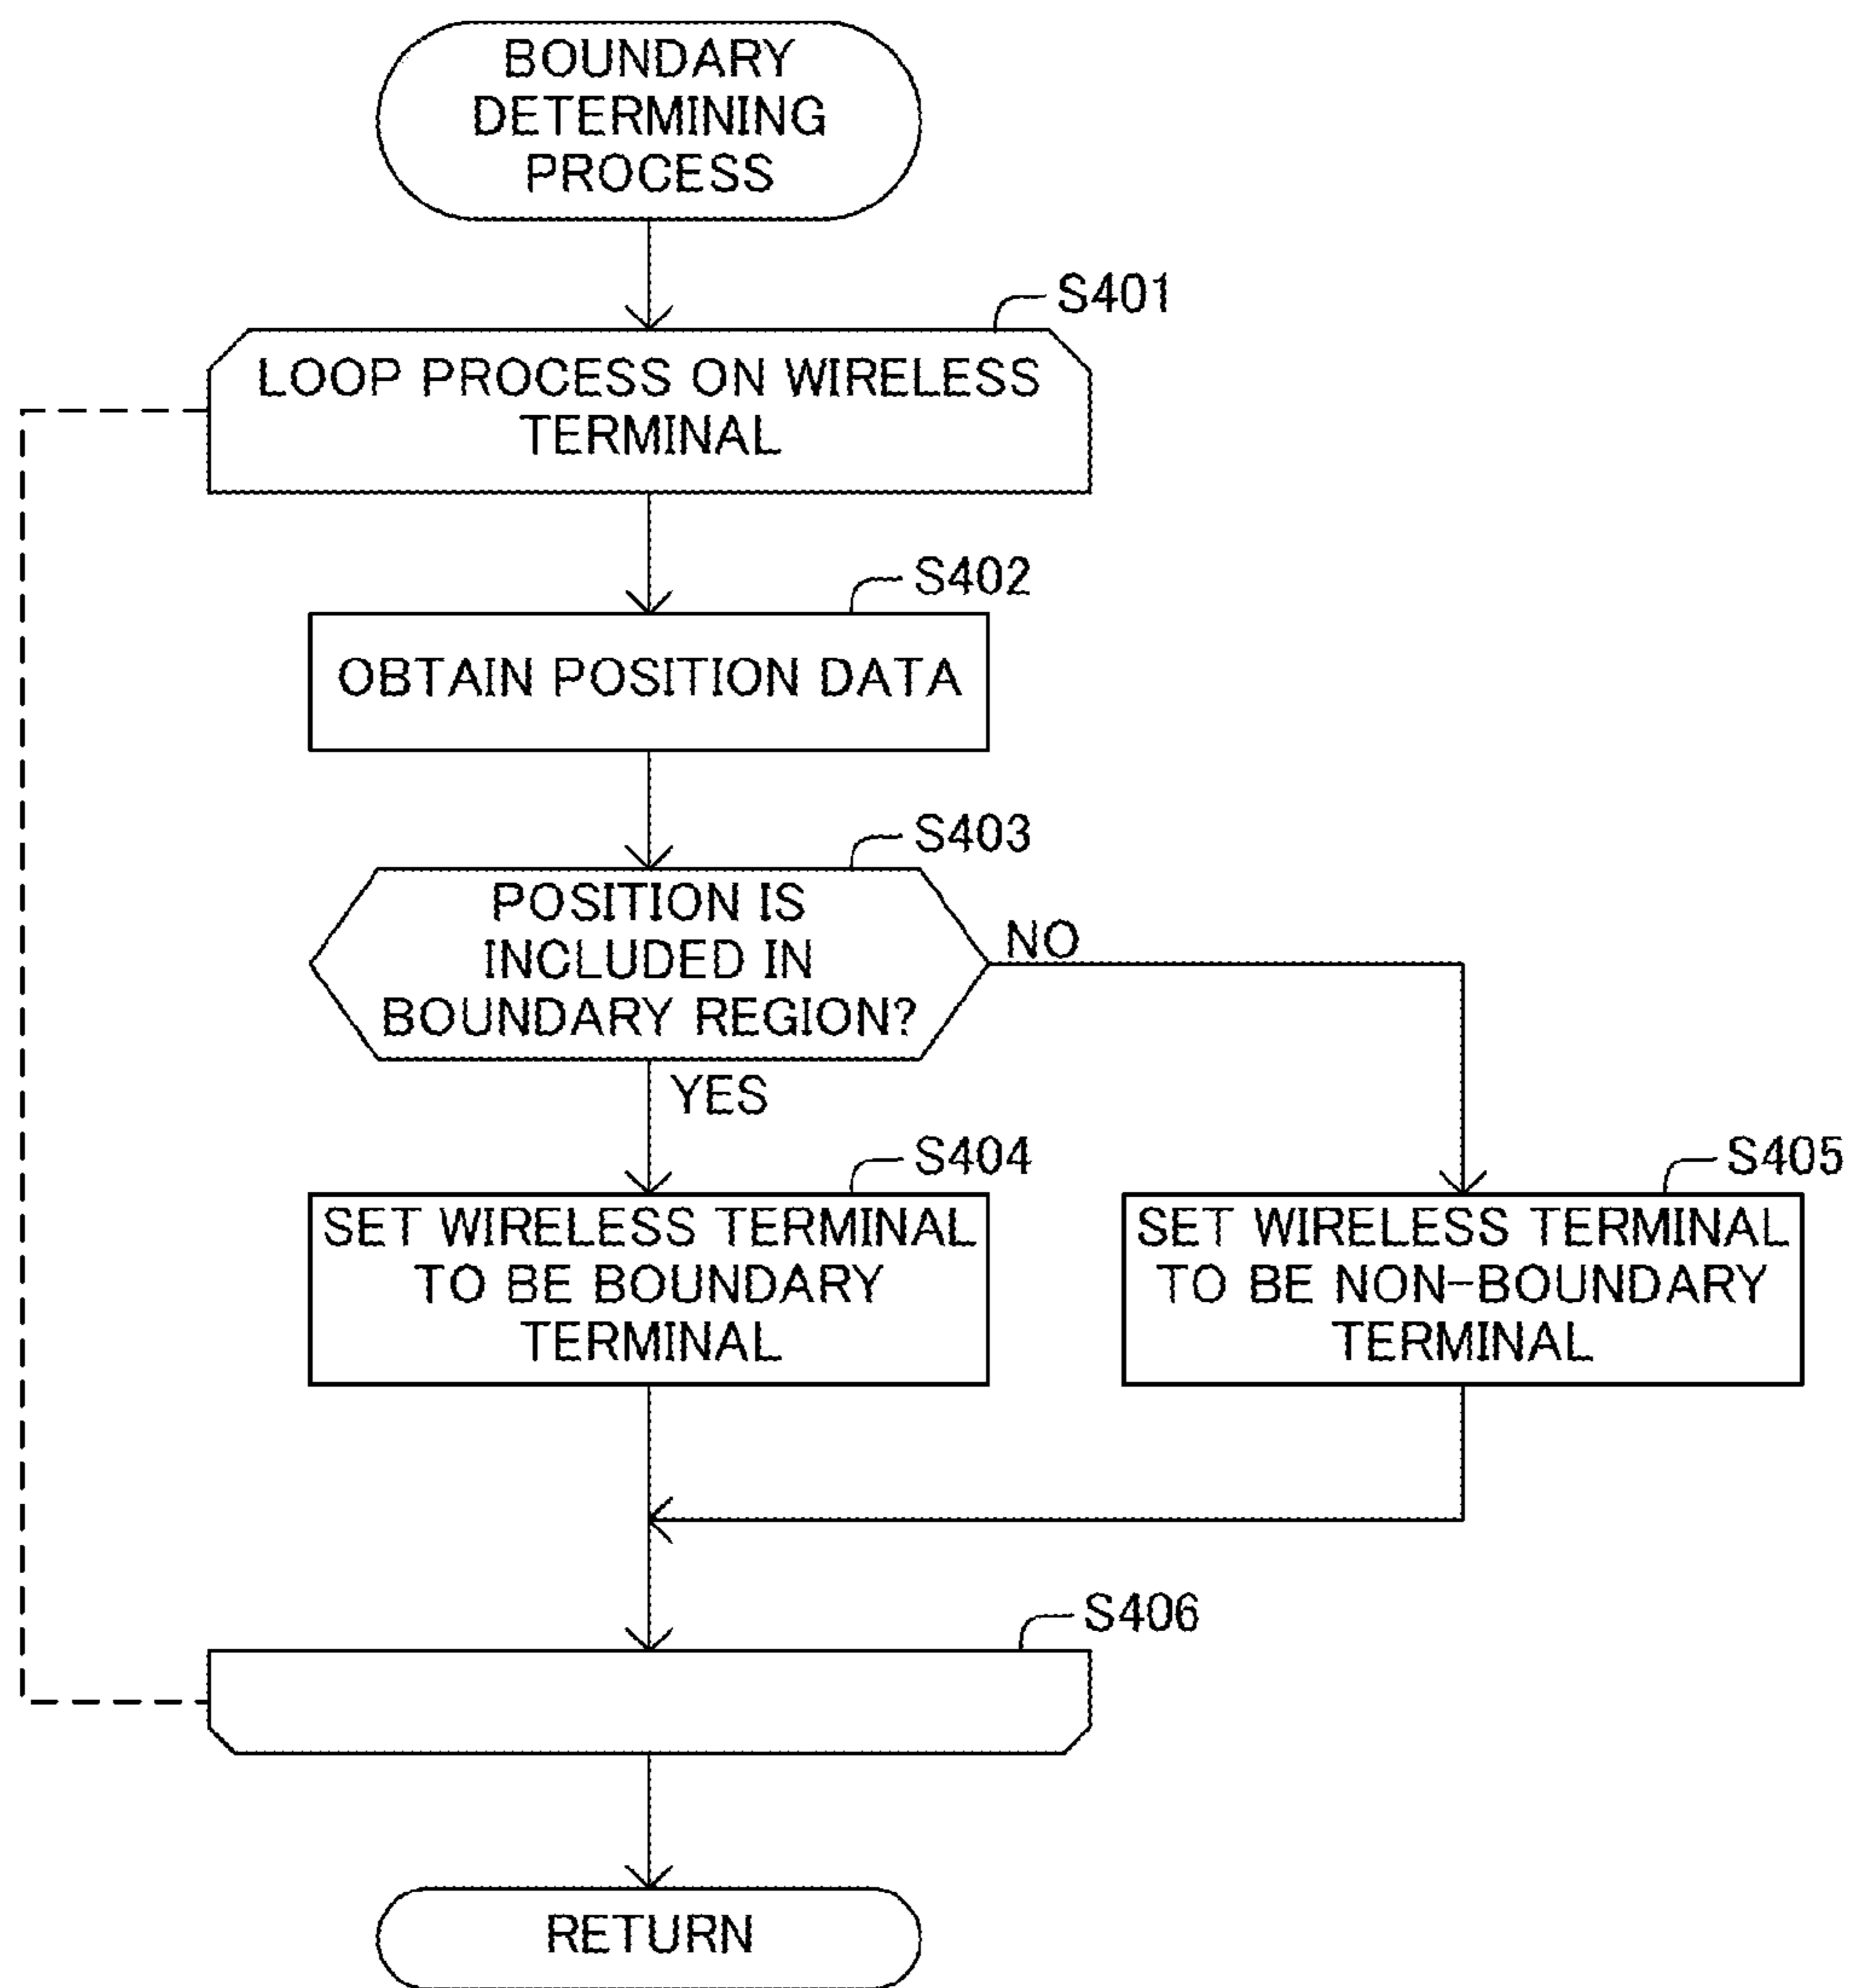 BOUNDARY
DETERMINING
PROCESS
S401
LOOP PROCESS ON WIRELESS
TERMINAL
S402
OBTAIN POSITION DATA
S403
POSITION IS
INCLUDED IN
BOUNDARY REGION?
NO
YES
S404
SET WIRELESS TERMINAL
TO BE BOUNDARY
TERMINAL
S405
SET WIRELESS TERMINAL
TO BE NON-BOUNDARY
TERMINAL
S406
RETURN